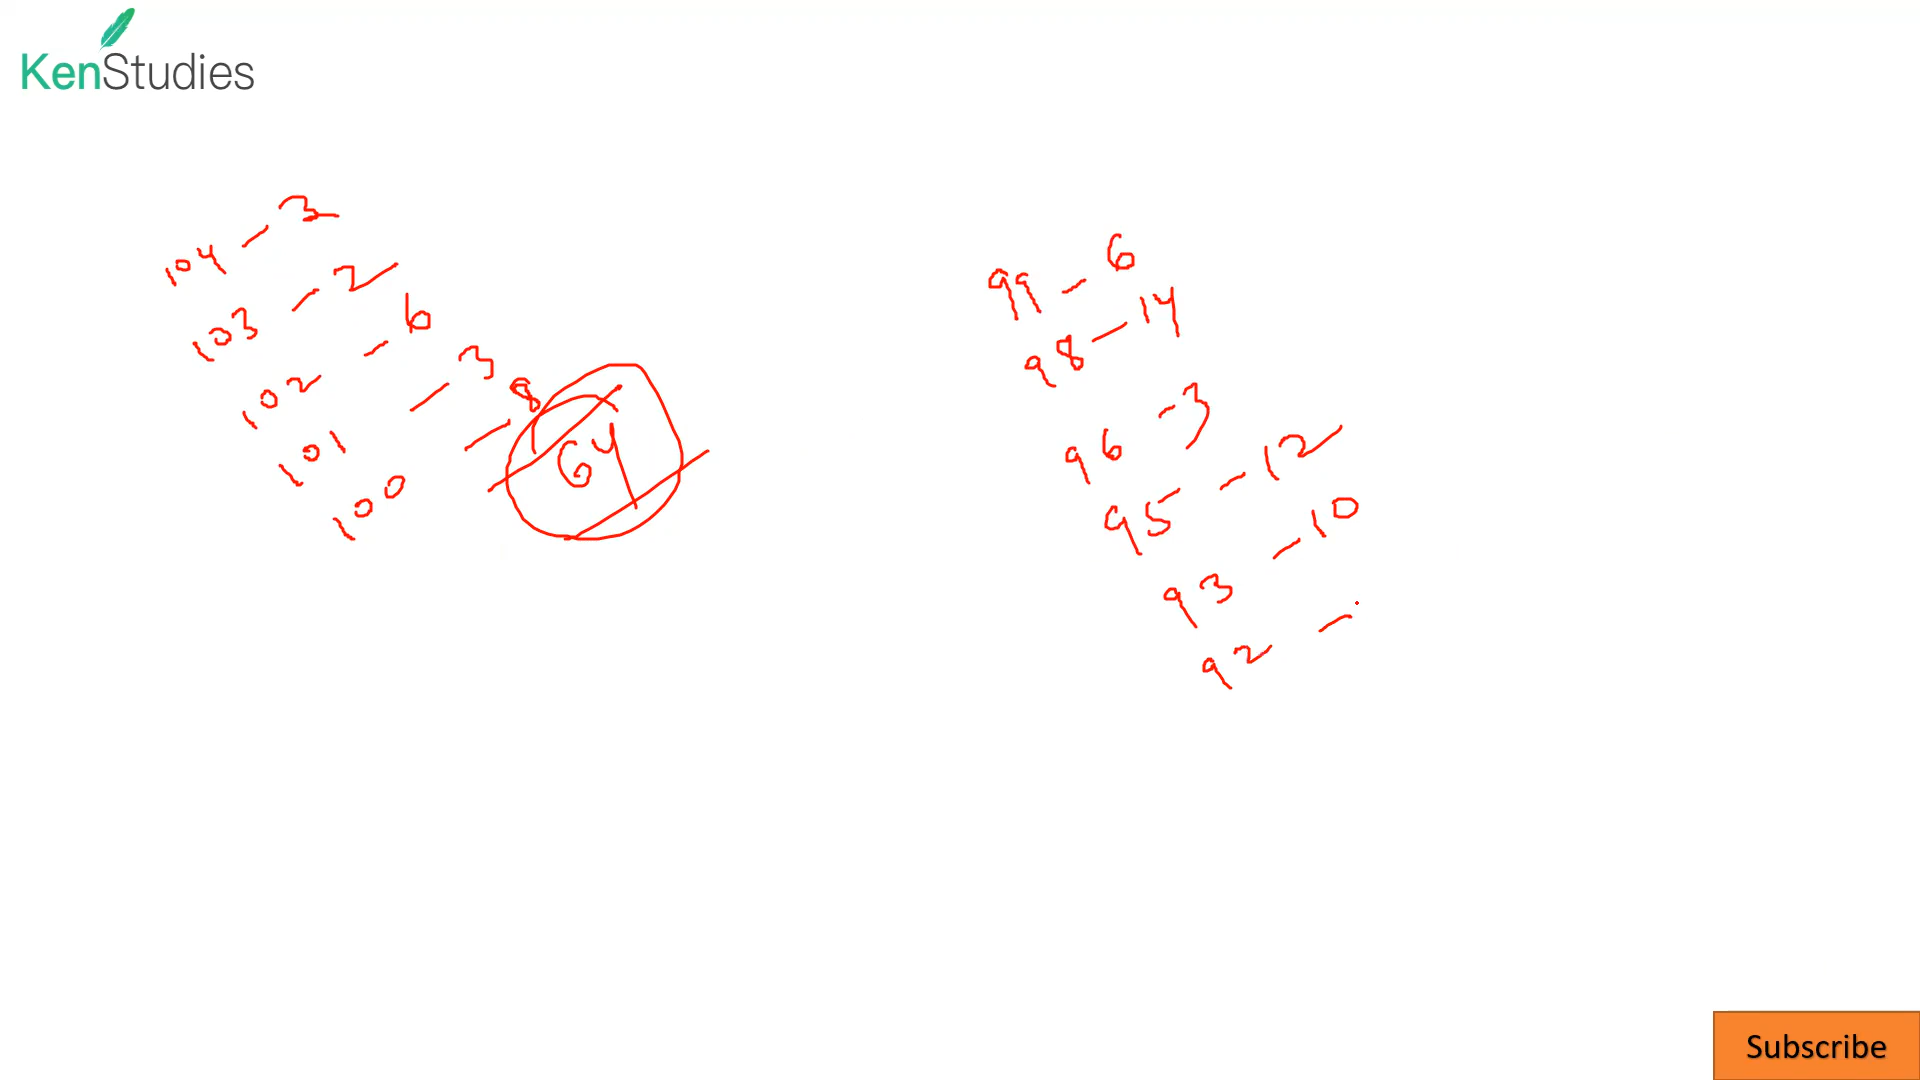 KenStudies
104 - 3
103 - 2
102 - 6
101 - 3
100 - 8
64
99 - 6
98 - 14
96 - 3
95 - 12
93 - 10
92 -
Subscribe